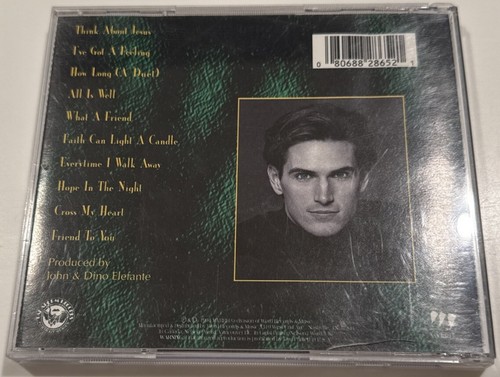 Think About Jesus
I've Got A Feeling
How Long (A Duet)
All Is Well
What A Friend
Faith Can Light A Candle
Everytime I Walk Away
Hope In The Night
Cross My Heart
Friend To You
Produced by
John & Dino Elefante
0 80688 28652 1
WARNING